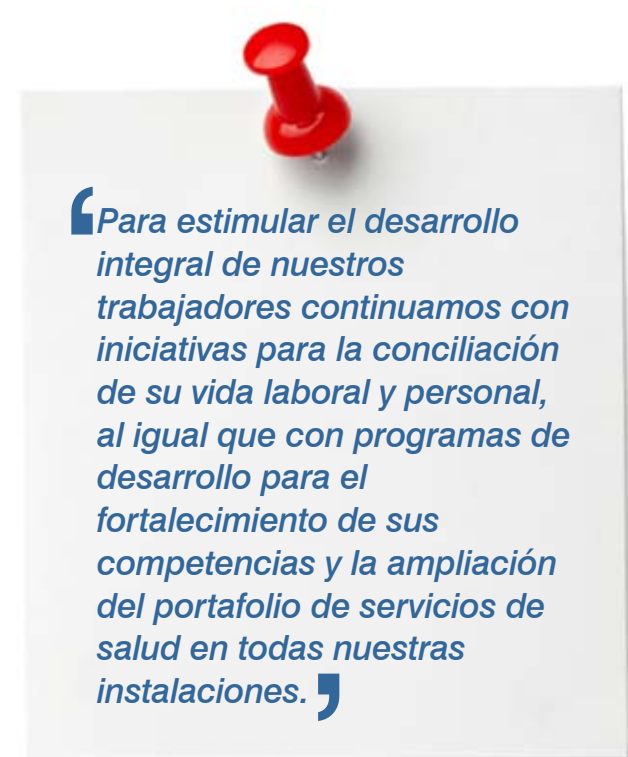 ‘Para estimular el desarrollo
integral de nuestros
trabajadores continuamos con
iniciativas para la conciliación
de su vida laboral y personal,
al igual que con programas de
desarrollo para el
fortalecimiento de sus
competencias y la ampliación
del portafolio de servicios de
salud en todas nuestras
instalaciones.’